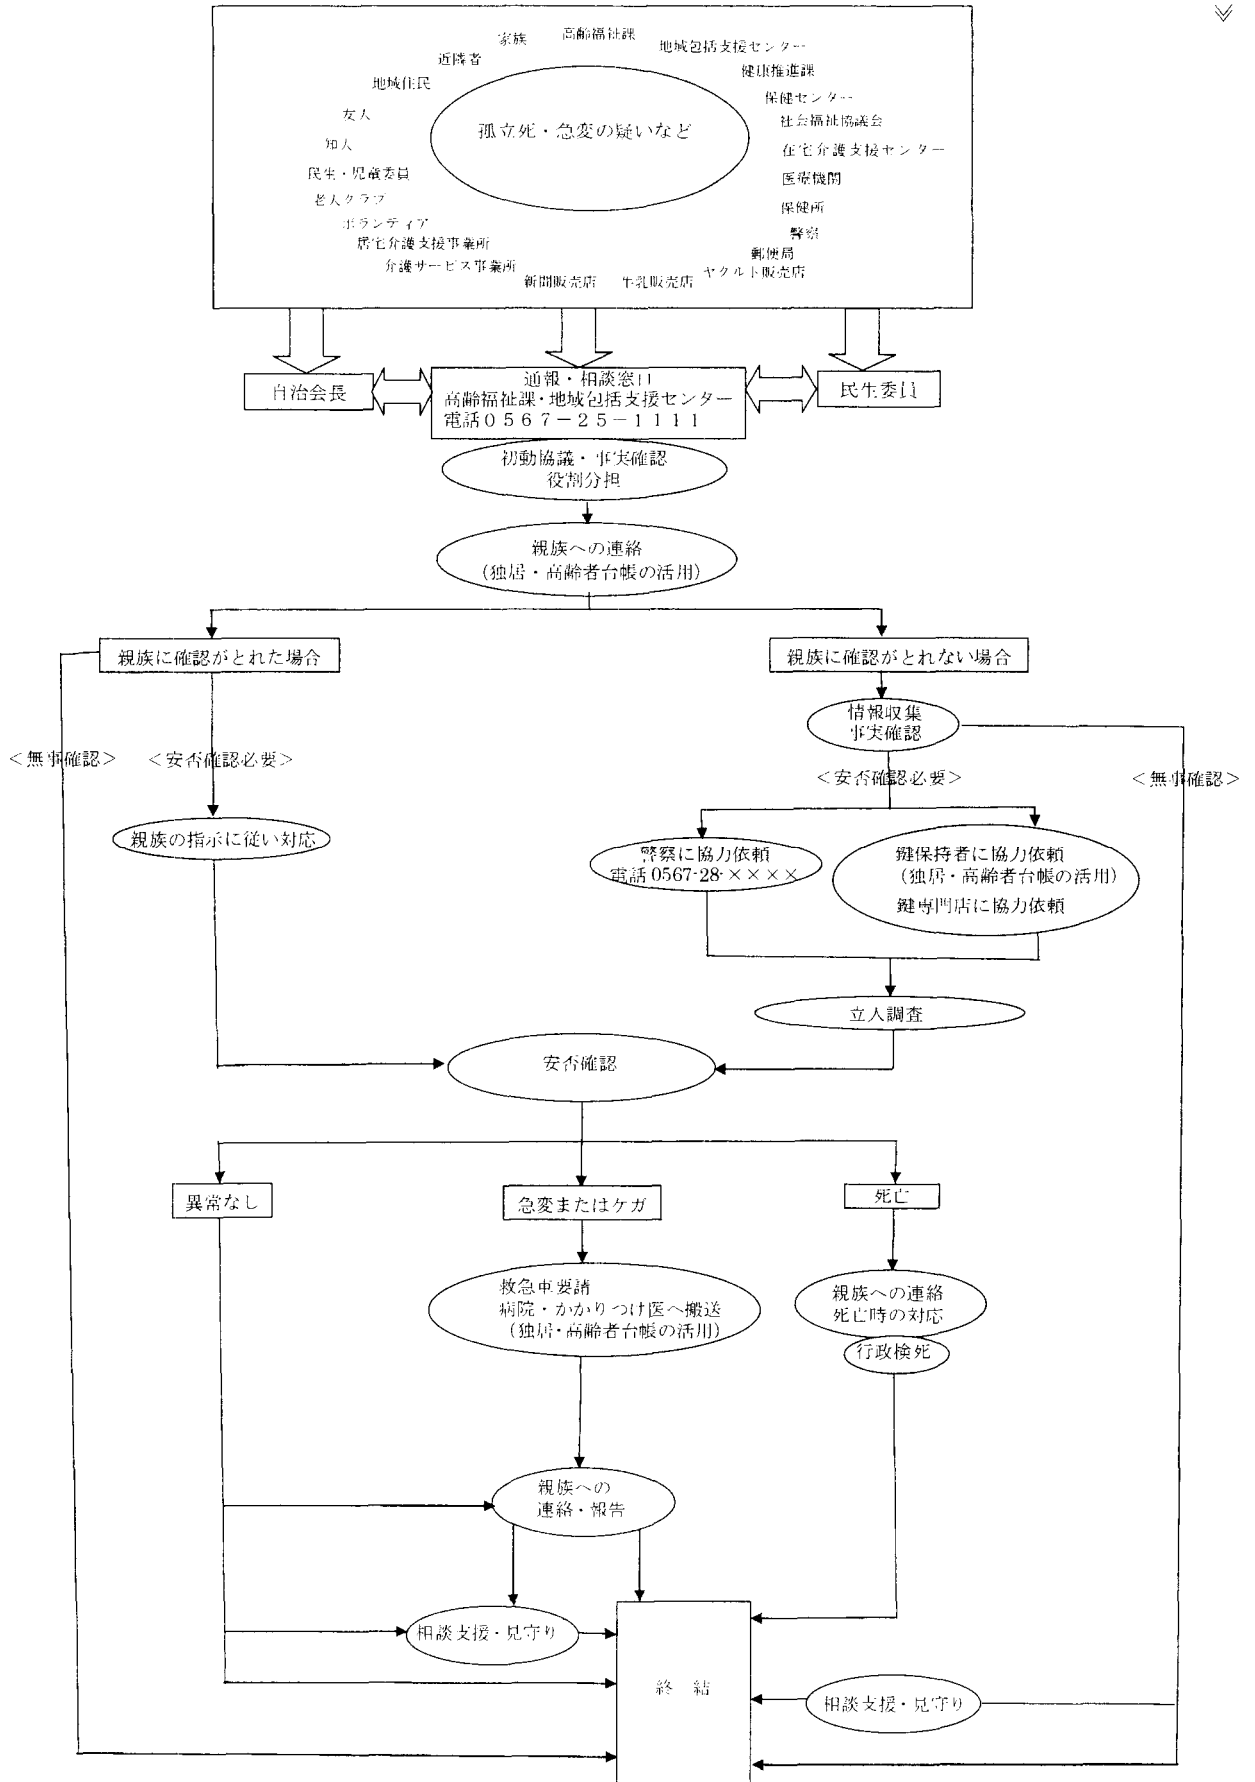 家族
高齢福祉課
近隣者
地域包括支援センター
地域住民
健康推進課
友人
保健センター
社会福祉協議会
知人
孤立死・急変の疑いなど
在宅介護支援センター
民生・児童委員
医療機関
老人クラブ
保健所
ボランティア
警察
居宅介護支援事業所
郵便局
介護サービス事業所
新聞販売店
牛乳販売店
ヤクルト販売店
自治会長
通報・相談窓口
高齢福祉課・地域包括支援センター
電話0567-25-1111
民生委員
初動協議・事実確認
役割分担
親族への連絡
(独居・高齢者台帳の活用)
親族に確認がとれた場合
親族に確認がとれない場合
情報収集
事実確認
<無事確認>
<安否確認必要>
<安否確認必要>
<無事確認>
親族の指示に従い対応
警察に協力依頼
電話0567-28-××××
鍵保持者に協力依頼
(独居・高齢者台帳の活用)
鍵専門店に協力依頼
立入調査
安否確認
異常なし
急変またはケガ
死亡
救急車要請
病院・かかりつけ医へ搬送
(独居・高齢者台帳の活用)
親族への連絡
死亡時の対応
行政検死
親族への
連絡・報告
相談支援・見守り
終 結
相談支援・見守り